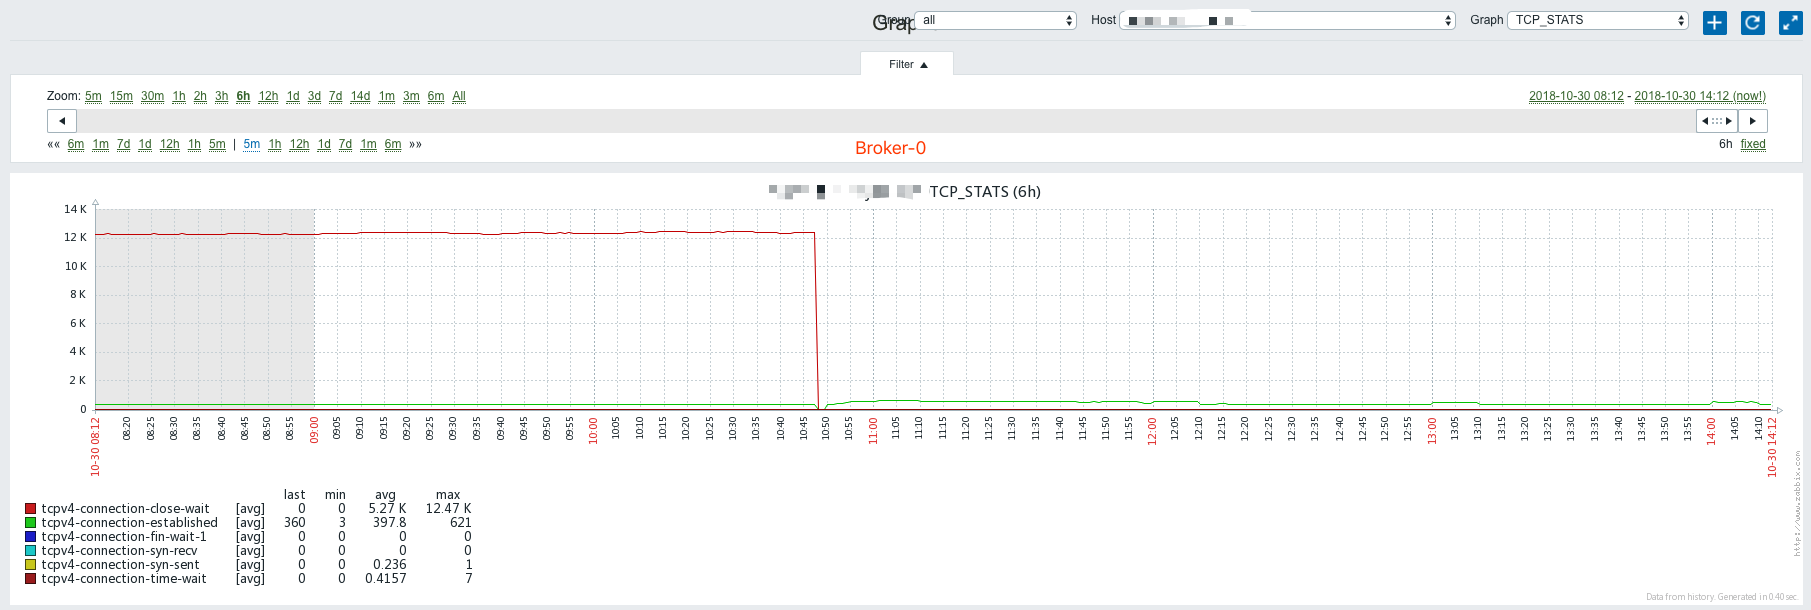 Graph
Group all Host Graph TCP_STATS
Filter
Zoom: 5m 15m 30m 1h 2h 3h 6h 12h 1d 3d 7d 14d 1m 3m 6m All
2018-10-30 08:12 - 2018-10-30 14:12 (now!)
«« 6m 1m 7d 1d 12h 1h 5m | 5m 1h 12h 1d 7d 1m 6m »»
6h fixed
Broker-0
TCP_STATS (6h)
14 K
12 K
10 K
8 K
6 K
4 K
2 K
0
10-30 08:12 08:20 08:25 08:30 08:35 08:40 08:45 08:50 08:55 09:00 09:05 09:10 09:15 09:20 09:25 09:30 09:35 09:40 09:45 09:50 09:55 10:00 10:05 10:10 10:15 10:20 10:25 10:30 10:35 10:40 10:45 10:50 10:55 11:00 11:05 11:10 11:15 11:20 11:25 11:30 11:35 11:40 11:45 11:50 11:55 12:00 12:05 12:10 12:15 12:20 12:25 12:30 12:35 12:40 12:45 12:50 12:55 13:00 13:05 13:10 13:15 13:20 13:25 13:30 13:35 13:40 13:45 13:50 13:55 14:00 14:05 14:10 10-30 14:12
last min avg max
tcpv4-connection-close-wait [avg] 0 0 5.27 K 12.47 K
tcpv4-connection-established [avg] 360 3 397.8 621
tcpv4-connection-fin-wait-1 [avg] 0 0 0 0
tcpv4-connection-syn-recv [avg] 0 0 0 0
tcpv4-connection-syn-sent [avg] 0 0 0.236 1
tcpv4-connection-time-wait [avg] 0 0 0.4157 7
http://www.zabbix.com
Data from history. Generated in 0.40 sec.